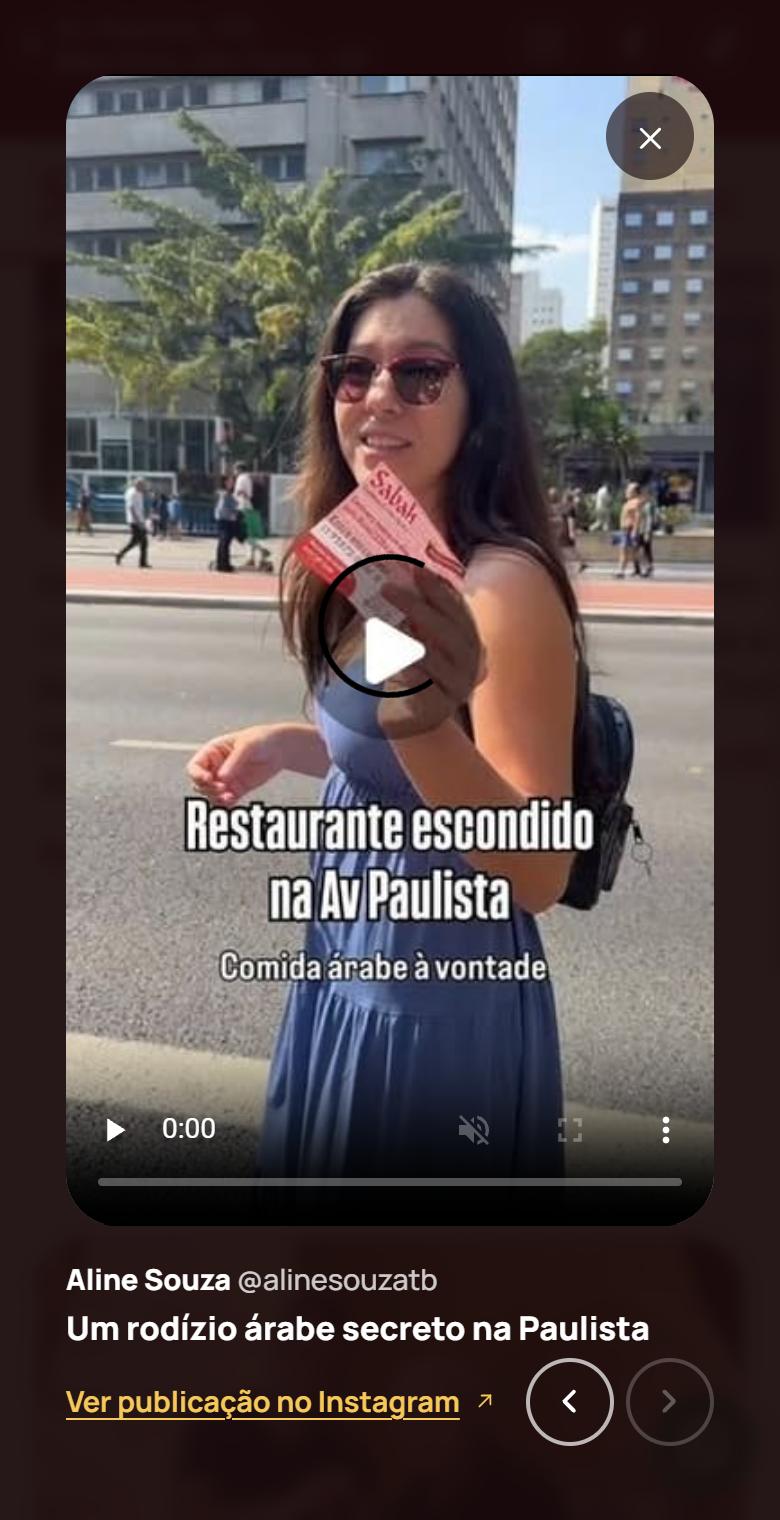 Sabah
Restaurante escondido
na Av Paulista
Comida árabe à vontade
0:00
Aline Souza @alinesouzatb
Um rodízio árabe secreto na Paulista
Ver publicação no Instagram